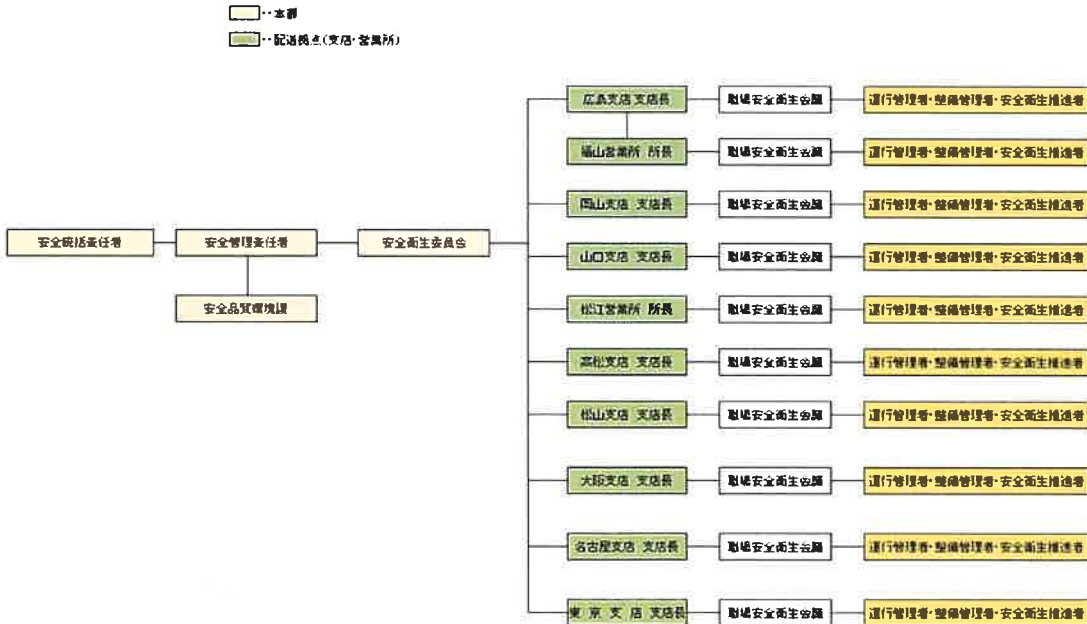 ‥本部
‥配送拠点(支店・営業所)
広島支店 支店長 職場安全衛生会議 運行管理者・整備管理者・安全衛生推進者
福山営業所 所長 職場安全衛生会議 運行管理者・整備管理者・安全衛生推進者
岡山支店 支店長 職場安全衛生会議 運行管理者・整備管理者・安全衛生推進者
安全統括責任者 安全管理責任者 安全衛生委員会
山口支店 支店長 職場安全衛生会議 運行管理者・整備管理者・安全衛生推進者
安全品質環境課
松江営業所 所長 職場安全衛生会議 運行管理者・整備管理者・安全衛生推進者
高松支店 支店長 職場安全衛生会議 運行管理者・整備管理者・安全衛生推進者
松山支店 支店長 職場安全衛生会議 運行管理者・整備管理者・安全衛生推進者
大阪支店 支店長 職場安全衛生会議 運行管理者・整備管理者・安全衛生推進者
名古屋支店 支店長 職場安全衛生会議 運行管理者・整備管理者・安全衛生推進者
東 京 支 店 支店長 職場安全衛生会議 運行管理者・整備管理者・安全衛生推進者